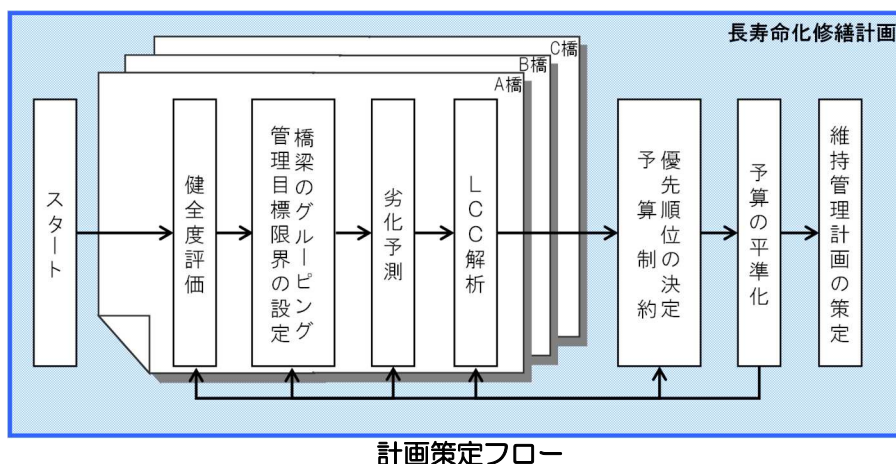 長寿命化修繕計画
C橋
B橋
A橋
スタート
健全度評価
橋梁のグルーピング
管理目標限界の設定
劣化予測
LCC解析
優先順位の決定
予算制約
予算の平準化
維持管理計画の策定
計画策定フロー